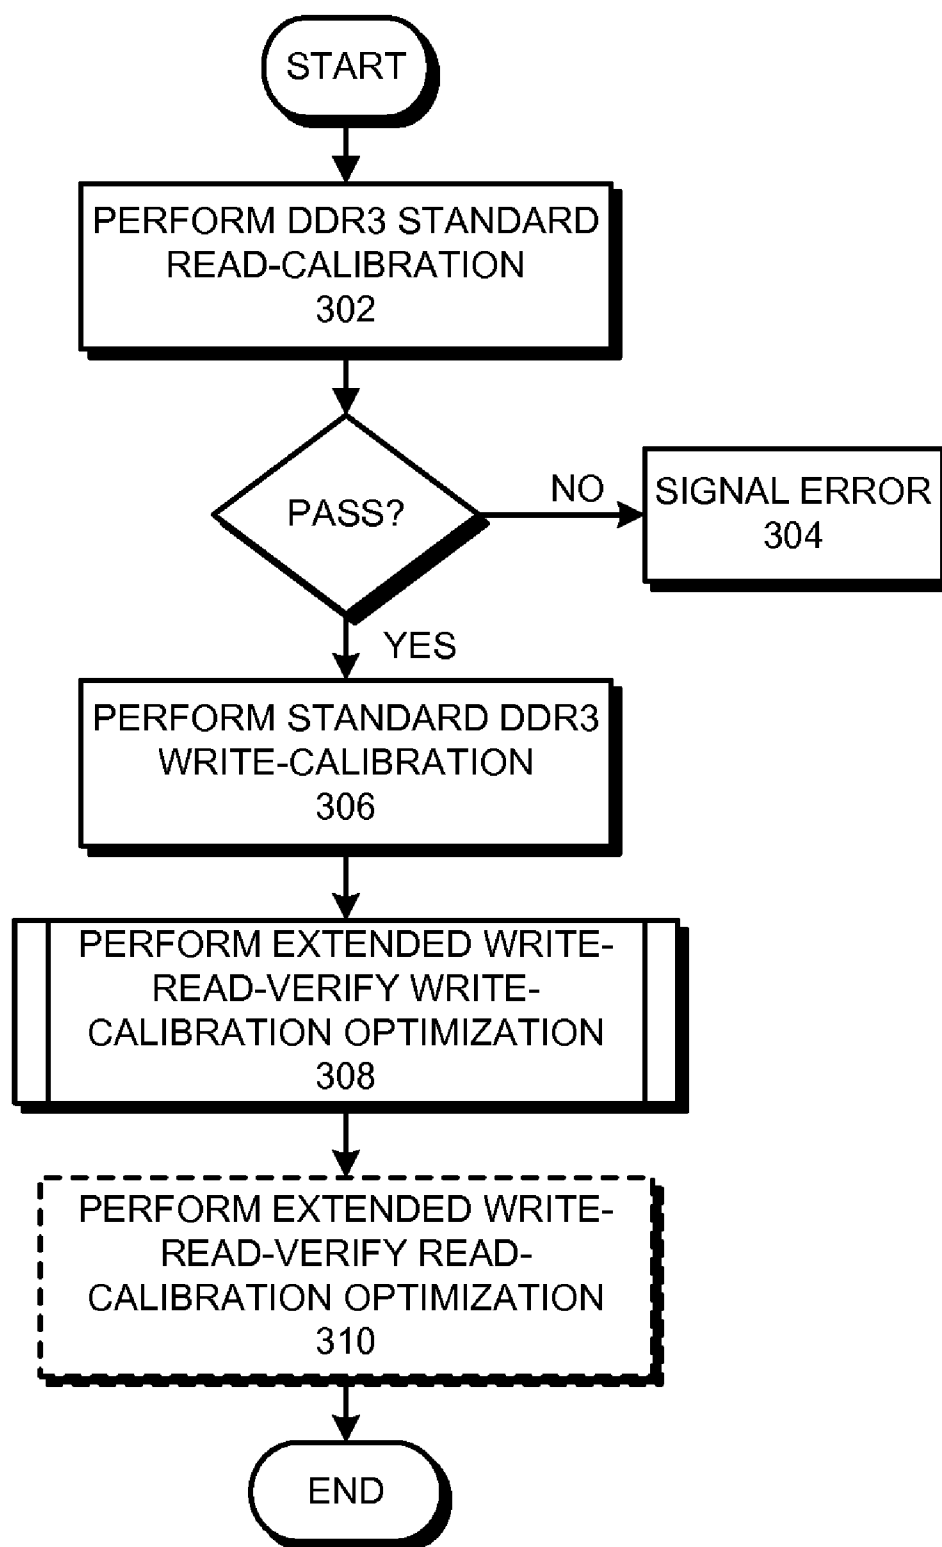 START
PERFORM DDR3 STANDARD
READ-CALIBRATION
302
PASS?
NO
SIGNAL ERROR
304
YES
PERFORM STANDARD DDR3
WRITE-CALIBRATION
306
PERFORM EXTENDED WRITE-
READ-VERIFY WRITE-
CALIBRATION OPTIMIZATION
308
PERFORM EXTENDED WRITE-
READ-VERIFY READ-
CALIBRATION OPTIMIZATION
310
END